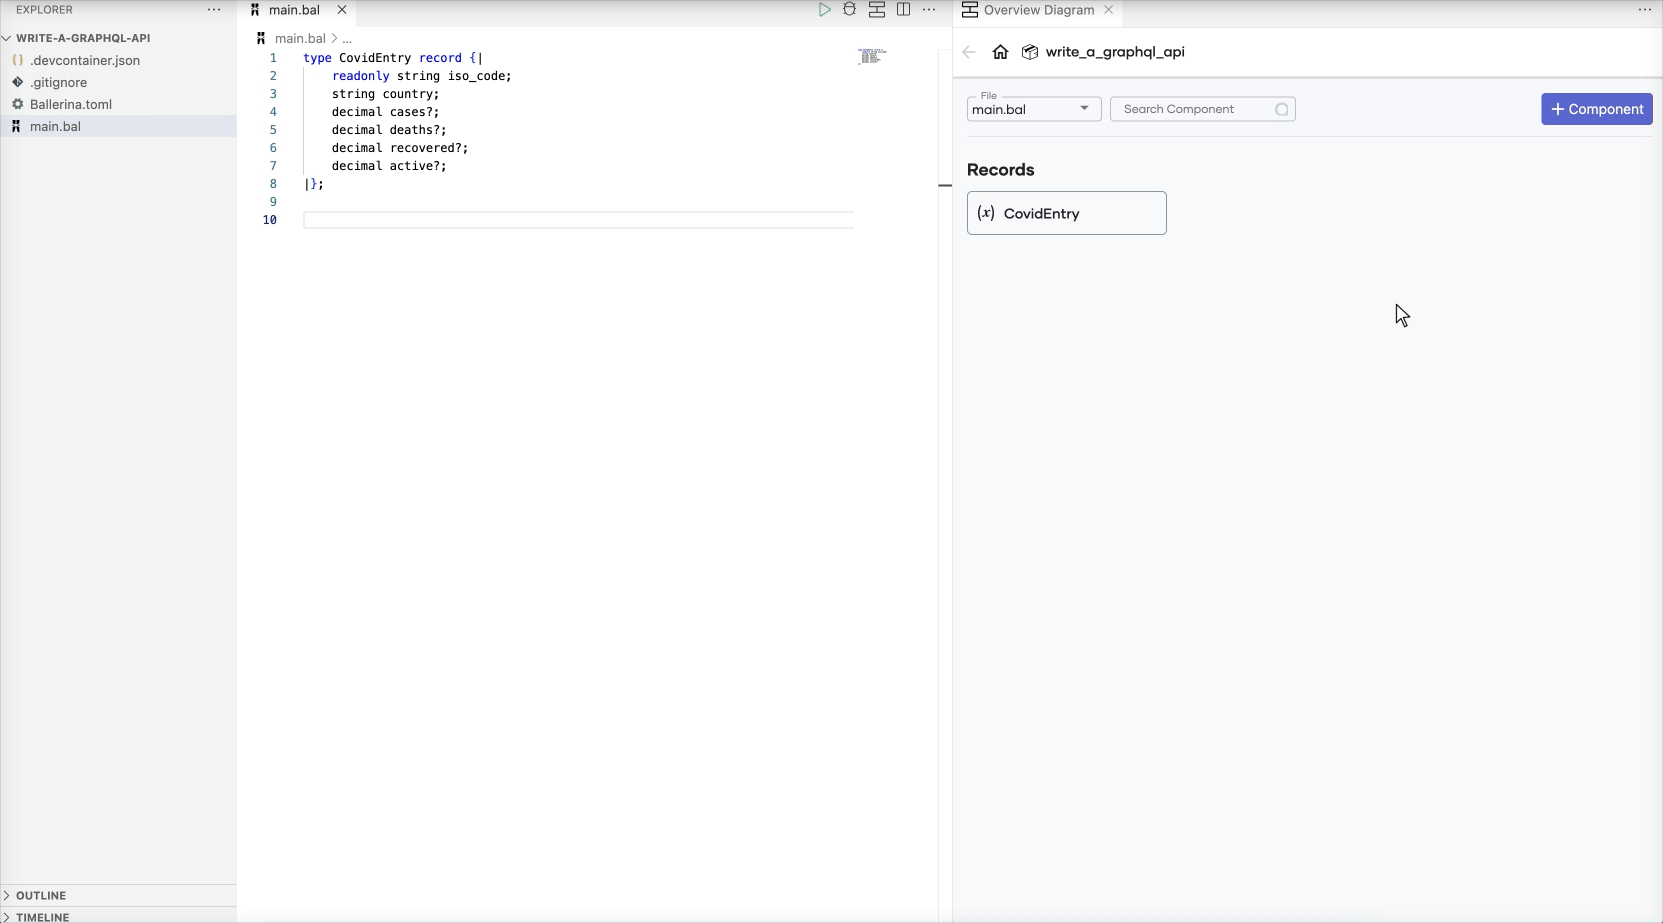 EXPLORER
WRITE-A-GRAPHQL-API
{} .devcontainer.json
.gitignore
Ballerina.toml
main.bal
OUTLINE
TIMELINE
main.bal
main.bal > ...
1 type CovidEntry record {|
2 readonly string iso_code;
3 string country;
4 decimal cases?;
5 decimal deaths?;
6 decimal recovered?;
7 decimal active?;
8 |};
9
10
Overview Diagram
write_a_graphql_api
File
main.bal
Search Component
+ Component
Records
(x) CovidEntry